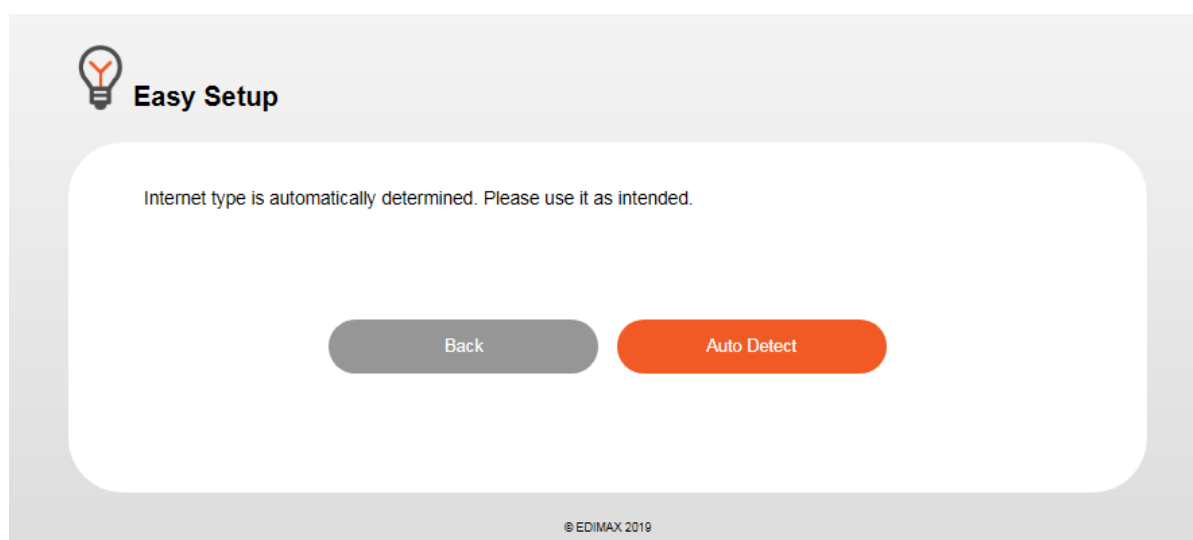 Easy Setup
Internet type is automatically determined. Please use it as intended.
Back
Auto Detect
© EDIMAX 2019